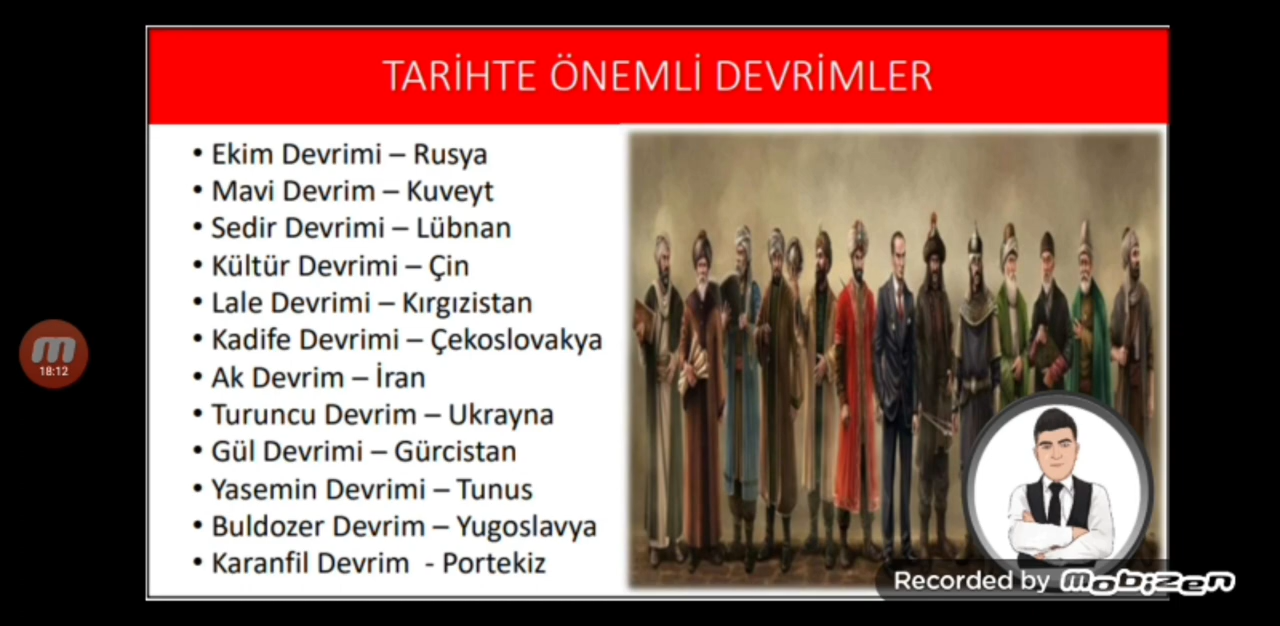 TARİHTE ÖNEMLİ DEVRİMLER
• Ekim Devrimi – Rusya
• Mavi Devrim – Kuveyt
• Sedir Devrimi – Lübnan
• Kültür Devrimi – Çin
• Lale Devrimi – Kırgızistan
• Kadife Devrimi – Çekoslovakya
• Ak Devrim – İran
• Turuncu Devrim – Ukrayna
• Gül Devrimi – Gürcistan
• Yasemin Devrimi – Tunus
• Buldozer Devrim – Yugoslavya
• Karanfil Devrim - Portekiz
m
18:12
Recorded by mobizen